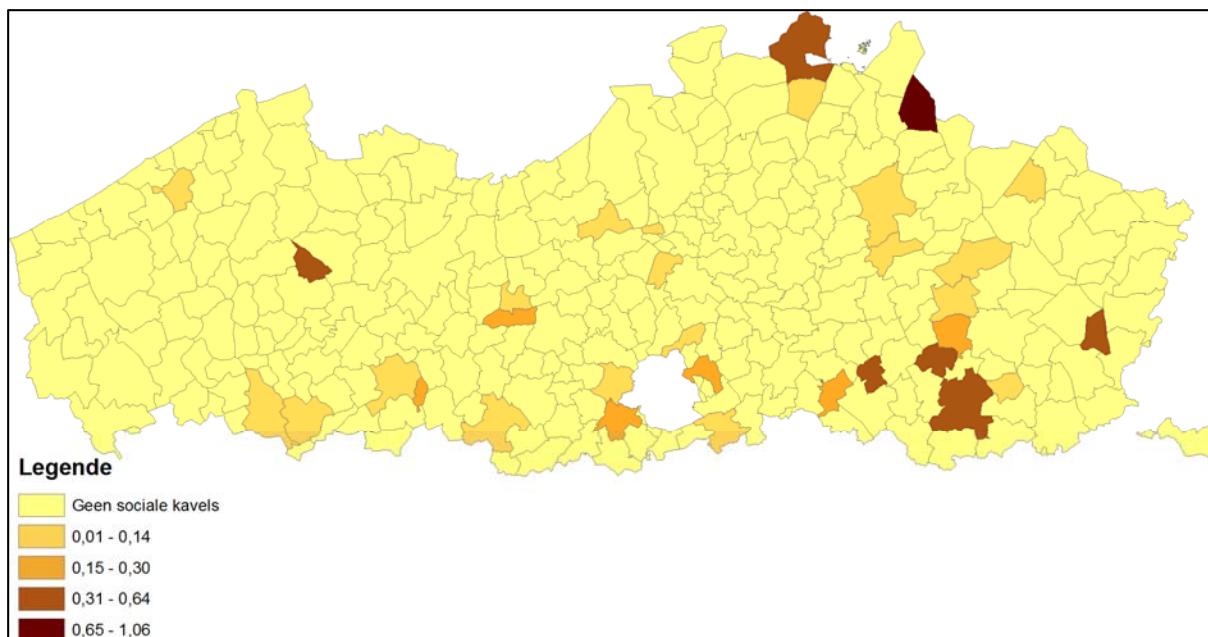 Legende
Geen sociale kavels
0,01 - 0,14
0,15 - 0,30
0,31 - 0,64
0,65 - 1,06